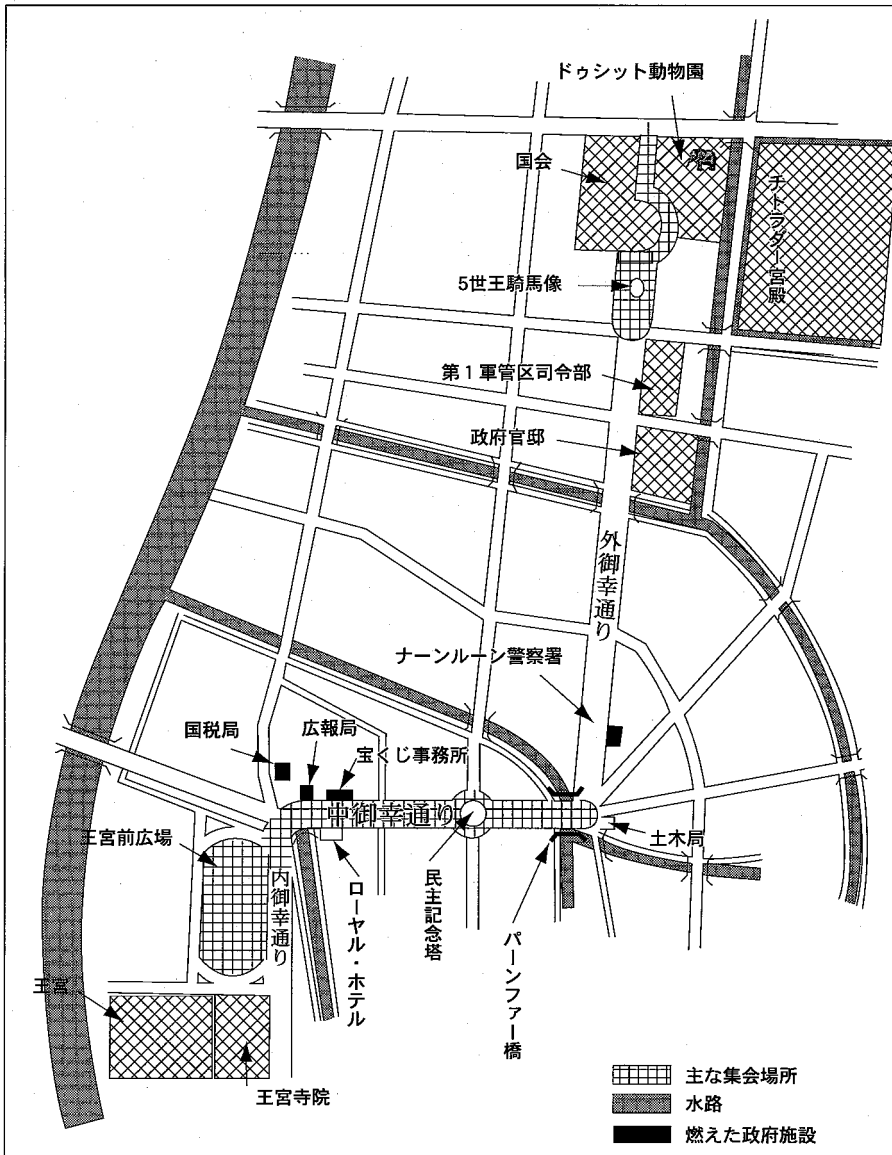 ドゥシット動物園
国会
チトラダー宮殿
5世王騎馬像
第1軍管区司令部
政府官邸
外御幸通り
ナーンルーン警察署
国税局
広報局
宝くじ事務所
中御幸通り
土木局
王宮前広場
内御幸通り
ローヤル・ホテル
民主記念塔
パーンファー橋
王宮
王宮寺院
主な集会場所
水路
燃えた政府施設